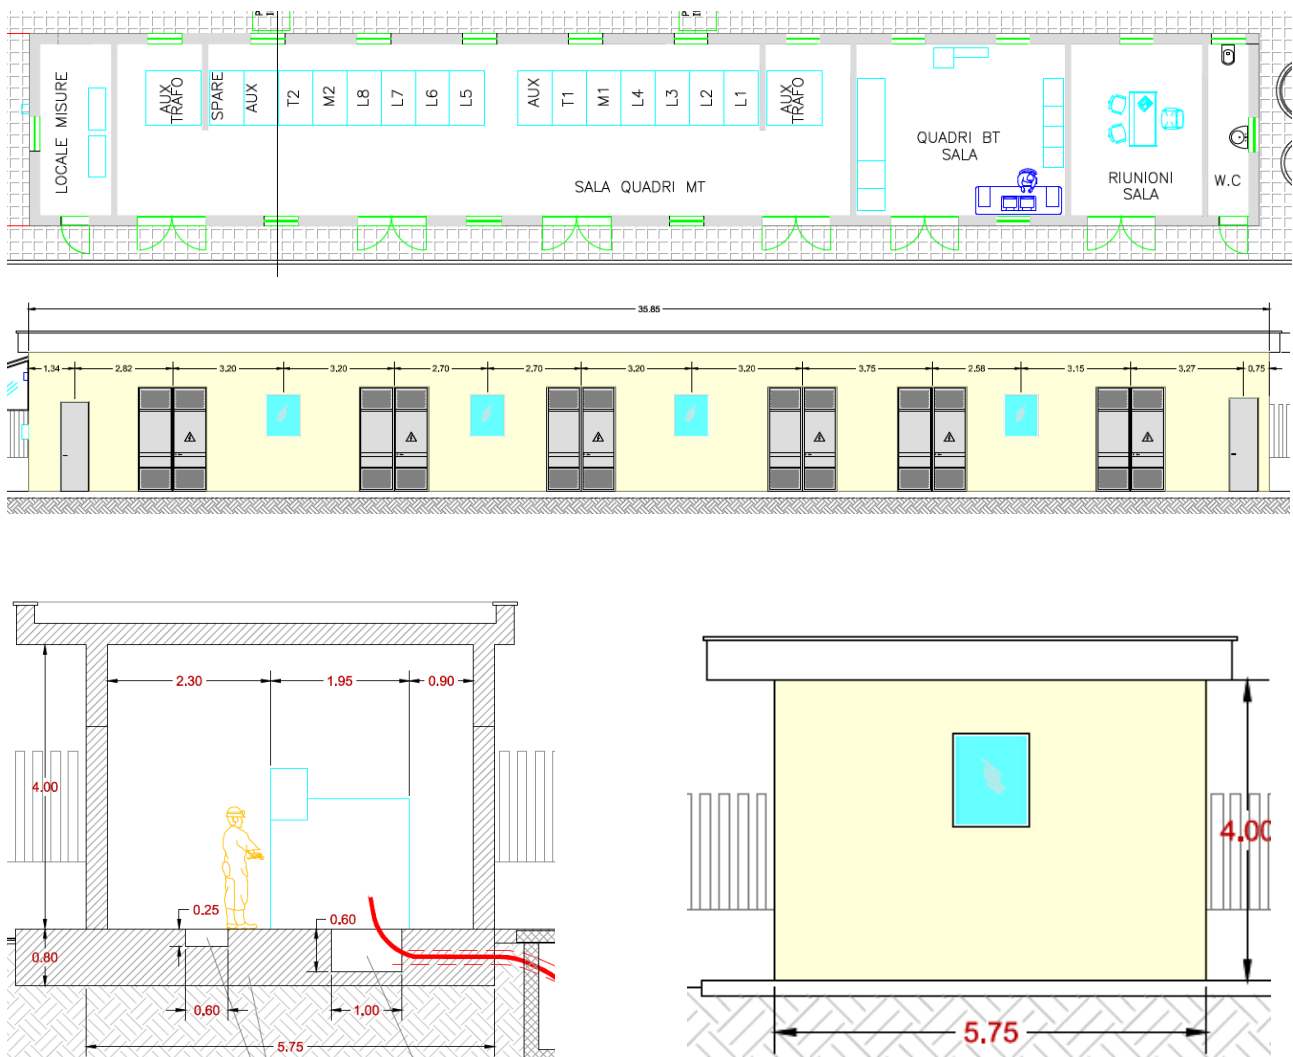 LOCALE MISURE
AUX
TRAFO
SPARE
AUX
T2
M2
L8
L7
L6
L5
AUX
T1
M1
L4
L3
L2
L1
AUX
TRAFO
SALA QUADRI MT
QUADRI BT
SALA
RIUNIONI
SALA
W.C
35.85
1.34
2.82
3.20
3.20
2.70
2.70
3.20
3.20
3.75
2.58
3.15
3.27
0.75
2.30
1.95
0.90
4.00
0.25
0.60
0.80
0.60
1.00
5.75
4.00
5.75